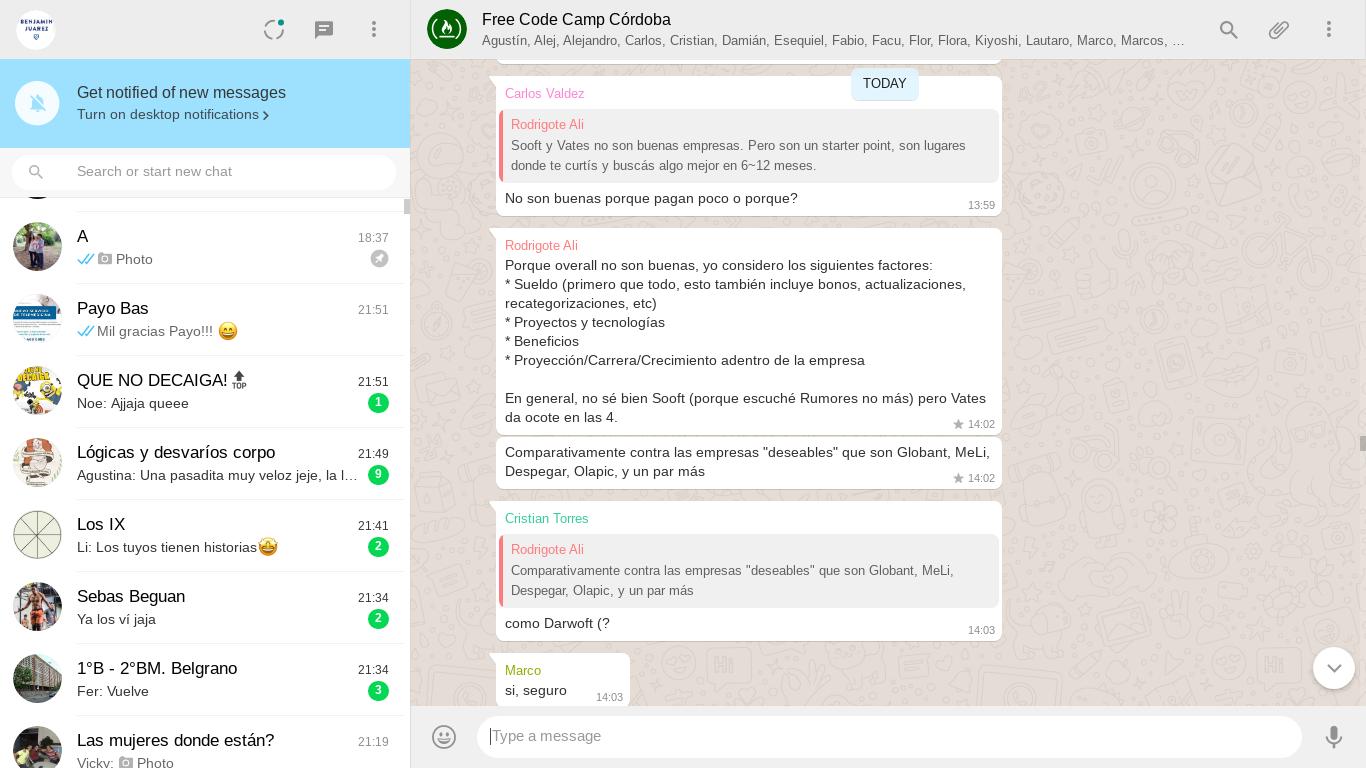 BENJAMIN
JUAREZ
Get notified of new messages
Turn on desktop notifications
Search or start new chat
A
18:37
Photo
Payo Bas
21:51
Mil gracias Payo!!! 😄
QUE NO DECAIGA! 🔝
21:51
Noe: Ajjaja queee
1
Lógicas y desvaríos corpo
21:49
Agustina: Una pasadita muy veloz jeje, la l…
9
Los IX
21:41
Li: Los tuyos tienen historias🤩
2
Sebas Beguan
21:34
Ya los ví jaja
2
1°B - 2°BM. Belgrano
21:34
Fer: Vuelve
3
Las mujeres donde están?
21:19
Vicky: Photo
Free Code Camp Córdoba
Agustín, Alej, Alejandro, Carlos, Cristian, Damián, Esequiel, Fabio, Facu, Flor, Flora, Kiyoshi, Lautaro, Marco, Marcos, …
TODAY
Carlos Valdez
Rodrigote Ali
Sooft y Vates no son buenas empresas. Pero son un starter point, son lugares
donde te curtís y buscás algo mejor en 6~12 meses.
No son buenas porque pagan poco o porque?
13:59
Rodrigote Ali
Porque overall no son buenas, yo considero los siguientes factores:
* Sueldo (primero que todo, esto también incluye bonos, actualizaciones,
recategorizaciones, etc)
* Proyectos y tecnologías
* Beneficios
* Proyección/Carrera/Crecimiento adentro de la empresa
En general, no sé bien Sooft (porque escuché Rumores no más) pero Vates
da ocote en las 4.
14:02
Comparativamente contra las empresas "deseables" que son Globant, MeLi,
Despegar, Olapic, y un par más
14:02
Cristian Torres
Rodrigote Ali
Comparativamente contra las empresas "deseables" que son Globant, MeLi,
Despegar, Olapic, y un par más
como Darwoft (?
14:03
Marco
si, seguro
14:03
Type a message